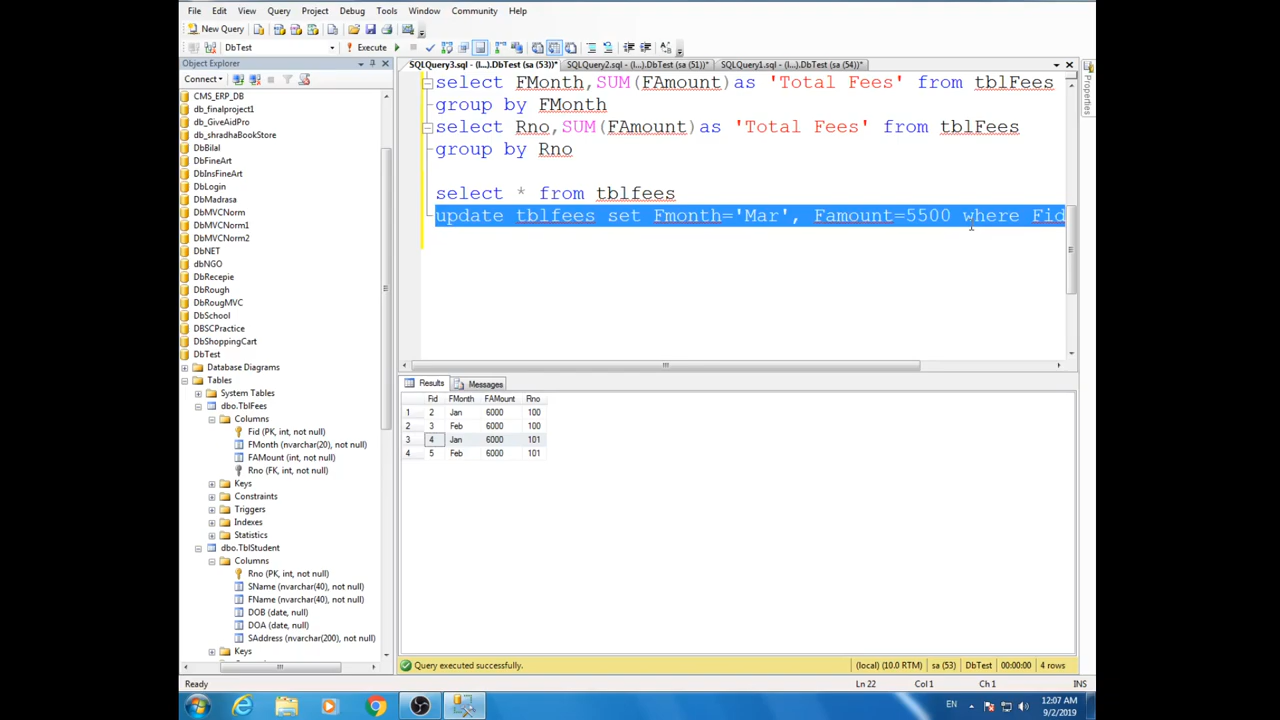 File Edit View Query Project Debug Tools Window Community Help
New Query
DbTest Execute
Object Explorer
Connect
CMS_ERP_DB
db_finalproject1
db_GiveAidPro
db_shradhaBookStore
DbBilal
DbFineArt
DbInsFineArt
DbLogin
DbMadrasa
DbMVCNorm
DbMVCNorm1
DbMVCNorm2
DbNET
dbNGO
DbRecepie
DbRough
DbRougMVC
DbSchool
DBSCPractice
DbShoppingCart
DbTest
Database Diagrams
Tables
System Tables
dbo.TblFees
Columns
Fid (PK, int, not null)
FMonth (nvarchar(20), not null)
FAMount (int, not null)
Rno (FK, int, not null)
Keys
Constraints
Triggers
Indexes
Statistics
dbo.TblStudent
Columns
Rno (PK, int, not null)
SName (nvarchar(40), not null)
FName (nvarchar(40), not null)
DOB (date, null)
DOA (date, null)
SAddress (nvarchar(200), not null)
Keys
SQLQuery3.sql - (l...).DbTest (sa (53))* SQLQuery2.sql - (l...).DbTest (sa (51))* SQLQuery1.sql - (l...).DbTest (sa (54))*
select FMonth,SUM(FAmount)as 'Total Fees' from tblFees
group by FMonth
select Rno,SUM(FAmount)as 'Total Fees' from tblFees
group by Rno
select * from tblfees
update tblfees set Fmonth='Mar', Famount=5500 where Fid
Properties
Results Messages
Fid FMonth FAMount Rno
1 2 Jan 6000 100
2 3 Feb 6000 100
3 4 Jan 6000 101
4 5 Feb 6000 101
Query executed successfully. (local) (10.0 RTM) sa (53) DbTest 00:00:00 4 rows
Ready Ln 22 Col 1 Ch 1 INS
EN 12:07 AM
9/2/2019